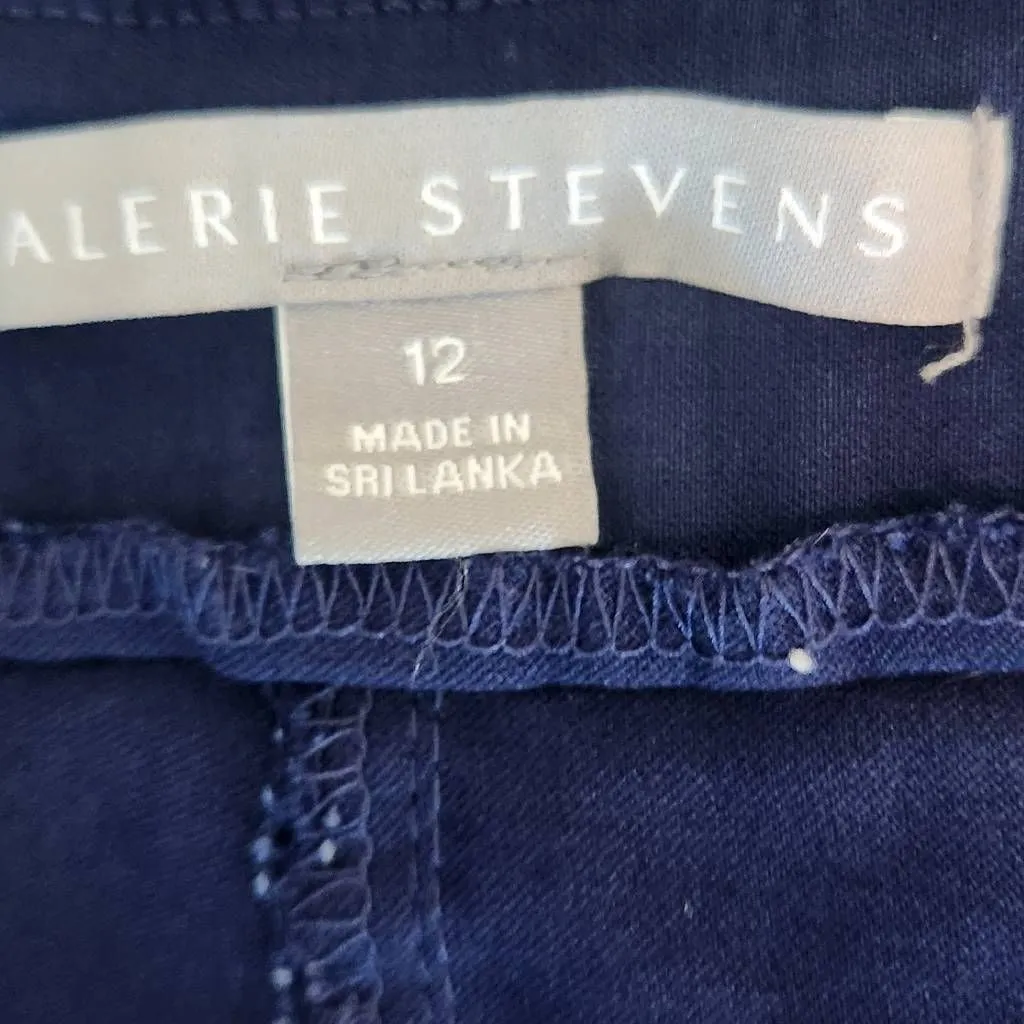 ALERIE STEVENS
12
MADE IN
SRI LANKA